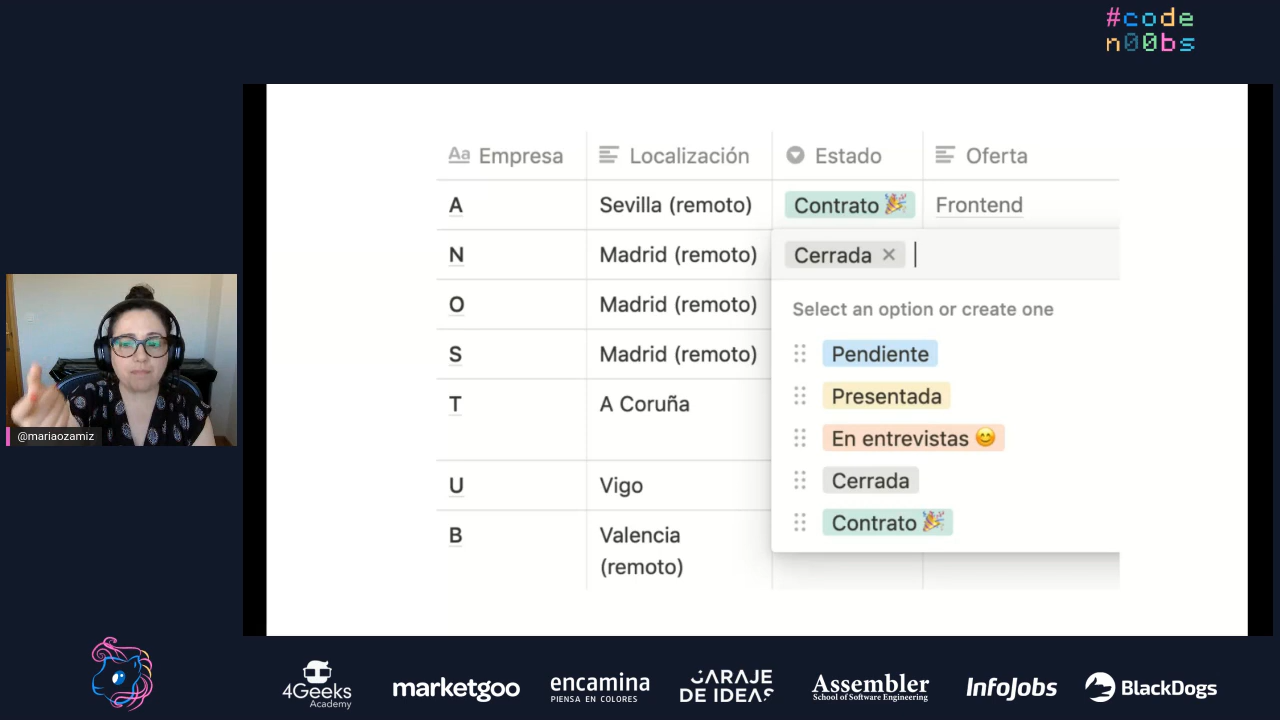 #code
n00bs
Aa Empresa Localización Estado Oferta
A Sevilla (remoto) Contrato 🎉 Frontend
N Madrid (remoto) Cerrada ×
O Madrid (remoto) Select an option or create one
S Madrid (remoto) Pendiente
T A Coruña Presentada
En entrevistas 😊
U Vigo Cerrada
Contrato 🎉
B Valencia
(remoto)
@mariaozamiz
4Geeks
Academy
marketgoo
encamina
PIENSA EN COLORES
GARAJE
DE IDEAS
Assembler
School of Software Engineering
InfoJobs
BlackDogs